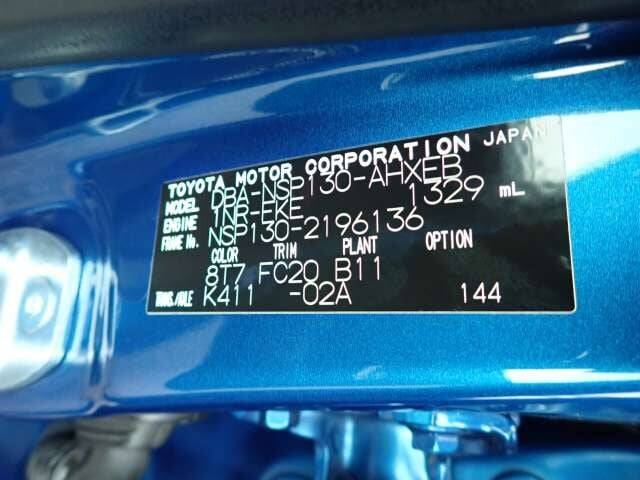 TOYOTA MOTOR CORPORATION JAPAN
MODEL DBA-NSP130-AHXEB
ENGINE 1NR-FKE 1329 mL
FRAME No. NSP130-2196136
COLOR TRIM PLANT OPTION
8T7 FC20 B11
TRANS./AXLE K411 -02A 144